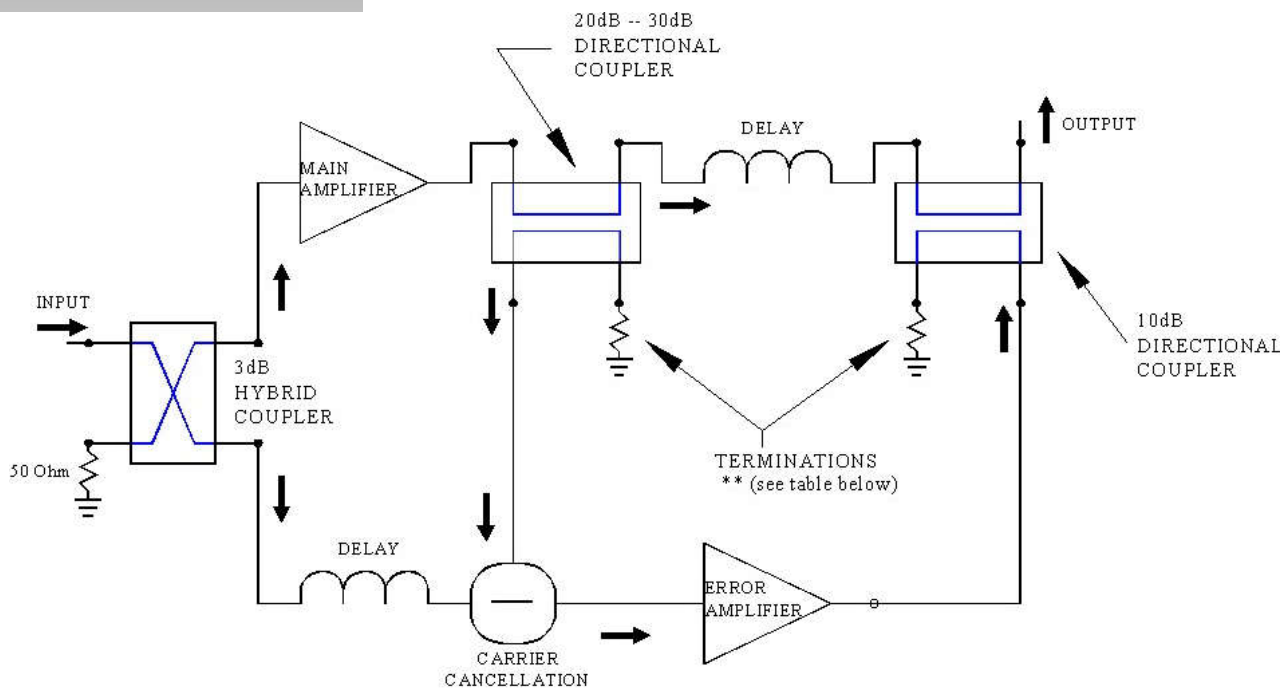 20dB -- 30dB
DIRECTIONAL
COUPLER
DELAY
OUTPUT
MAIN
AMPLIFIER
INPUT
3dB
HYBRID
COUPLER
10dB
DIRECTIONAL
COUPLER
50 Ohm
TERMINATIONS
** (see table below)
DELAY
ERROR
AMPLIFIER
CARRIER
CANCELLATION